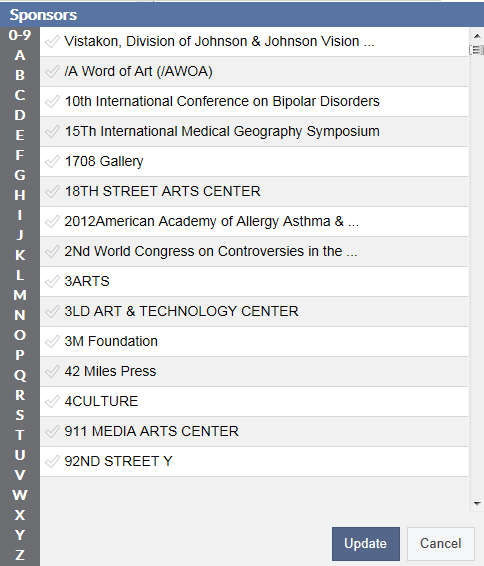 Sponsors
0-9
A
B
C
D
E
F
G
H
I
J
K
L
M
N
O
P
Q
R
S
T
U
V
W
X
Y
Z
Vistakon, Division of Johnson & Johnson Vision ...
/A Word of Art (/AWOA)
10th International Conference on Bipolar Disorders
15Th International Medical Geography Symposium
1708 Gallery
18TH STREET ARTS CENTER
2012American Academy of Allergy Asthma & ...
2Nd World Congress on Controversies in the ...
3ARTS
3LD ART & TECHNOLOGY CENTER
3M Foundation
42 Miles Press
4CULTURE
911 MEDIA ARTS CENTER
92ND STREET Y
Update
Cancel